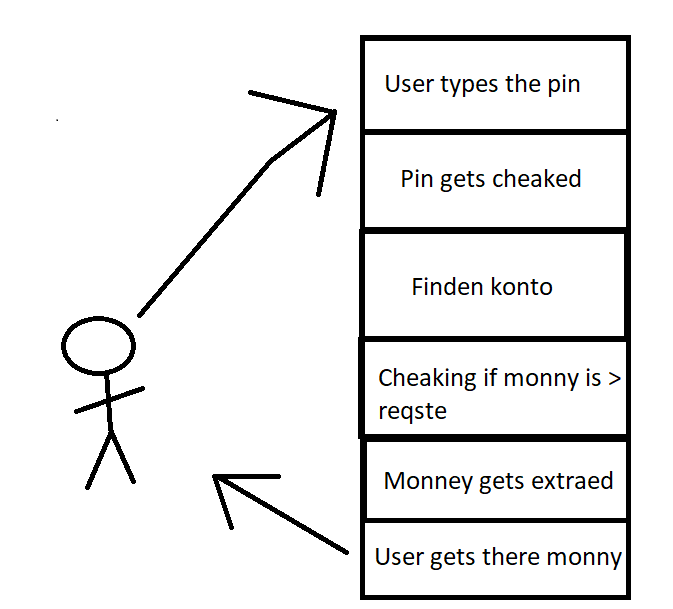 User types the pin
Pin gets cheaked
Finden konto
Cheaking if monny is >
reqste
Monney gets extraed
User gets there monny